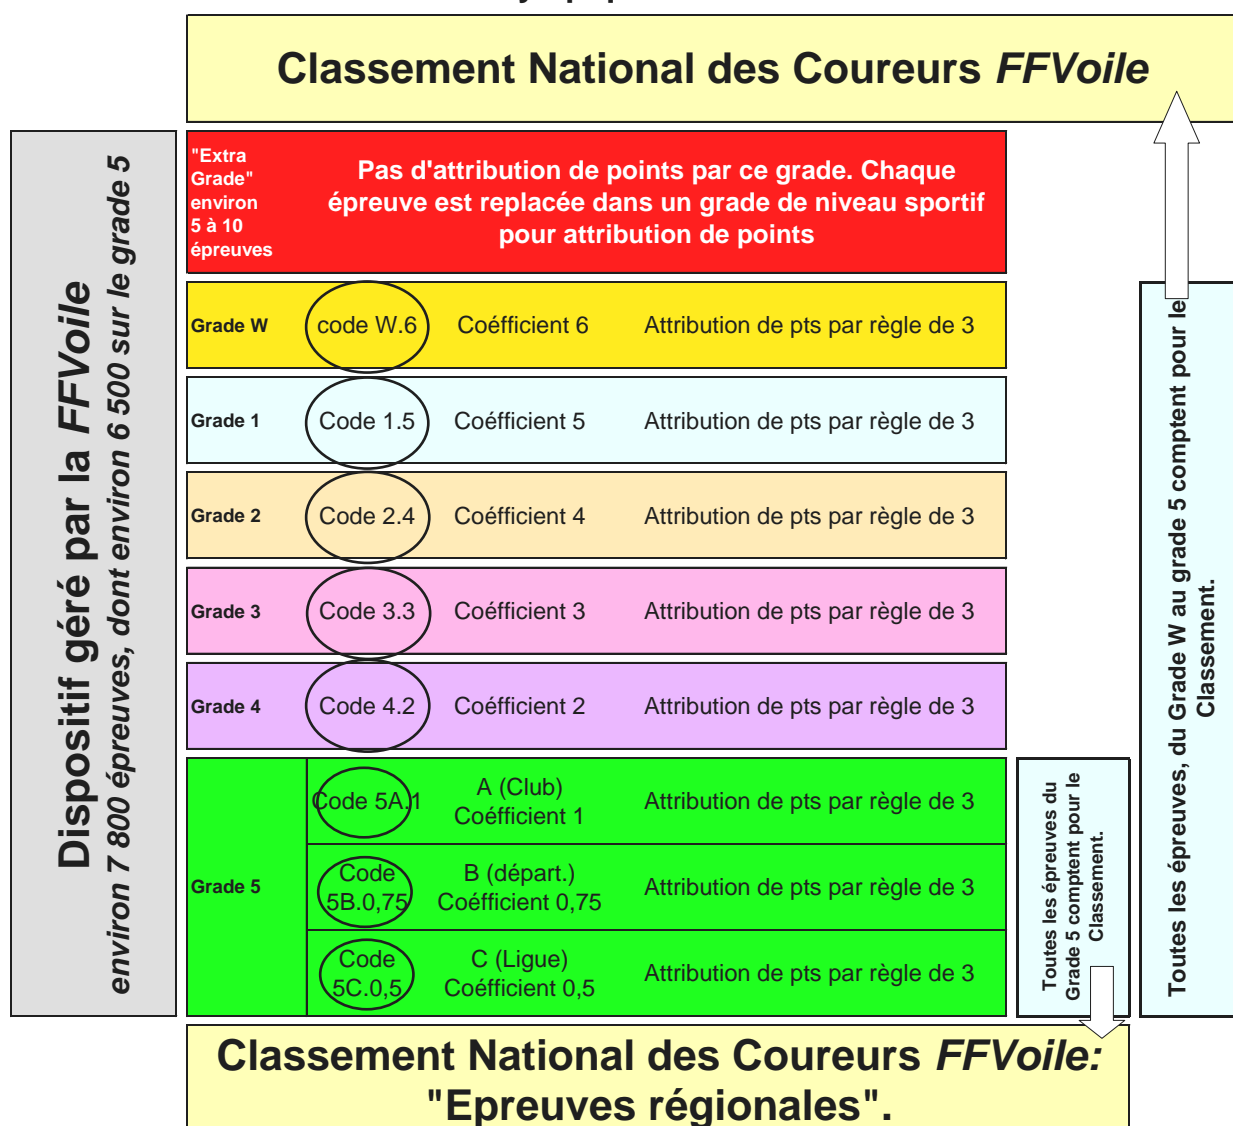 Classement National des Coureurs FFVoile
Dispositif géré par la FFVoile
environ 7 800 épreuves, dont environ 6 500 sur le grade 5
"Extra
Grade"
environ
5 à 10
épreuves
Pas d'attribution de points par ce grade. Chaque
épreuve est replacée dans un grade de niveau sportif
pour attribution de points
Grade W code W.6 Coéfficient 6 Attribution de pts par règle de 3
Grade 1 Code 1.5 Coéfficient 5 Attribution de pts par règle de 3
Grade 2 Code 2.4 Coéfficient 4 Attribution de pts par règle de 3
Grade 3 Code 3.3 Coéfficient 3 Attribution de pts par règle de 3
Grade 4 Code 4.2 Coéfficient 2 Attribution de pts par règle de 3
Grade 5
Code 5A.1
A (Club)
Coéfficient 1
Attribution de pts par règle de 3
Code
5B.0,75
B (départ.)
Coéfficient 0,75
Attribution de pts par règle de 3
Code
5C.0,5
C (Ligue)
Coéfficient 0,5
Attribution de pts par règle de 3
Toutes les épreuves du
Grade 5 comptent pour le
Classement.
Toutes les épreuves, du Grade W au grade 5 comptent pour le
Classement.
Classement National des Coureurs FFVoile:
"Epreuves régionales".